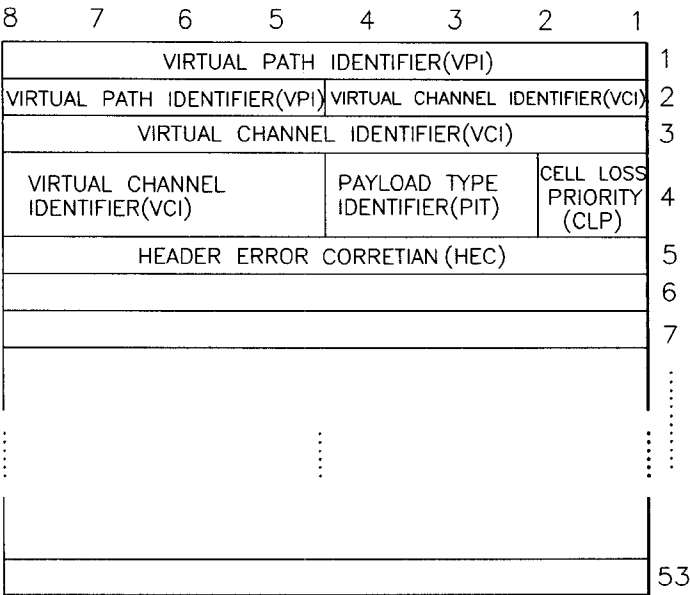 8 7 6 5 4 3 2 1
VIRTUAL PATH IDENTIFIER(VPI) 1
VIRTUAL PATH IDENTIFIER(VPI) VIRTUAL CHANNEL IDENTIFIER(VCI) 2
VIRTUAL CHANNEL IDENTIFIER(VCI) 3
VIRTUAL CHANNEL
IDENTIFIER(VCI)
PAYLOAD TYPE
IDENTIFIER(PIT)
CELL LOSS
PRIORITY
(CLP)
4
HEADER ERROR CORRETIAN (HEC) 5
6
7
53